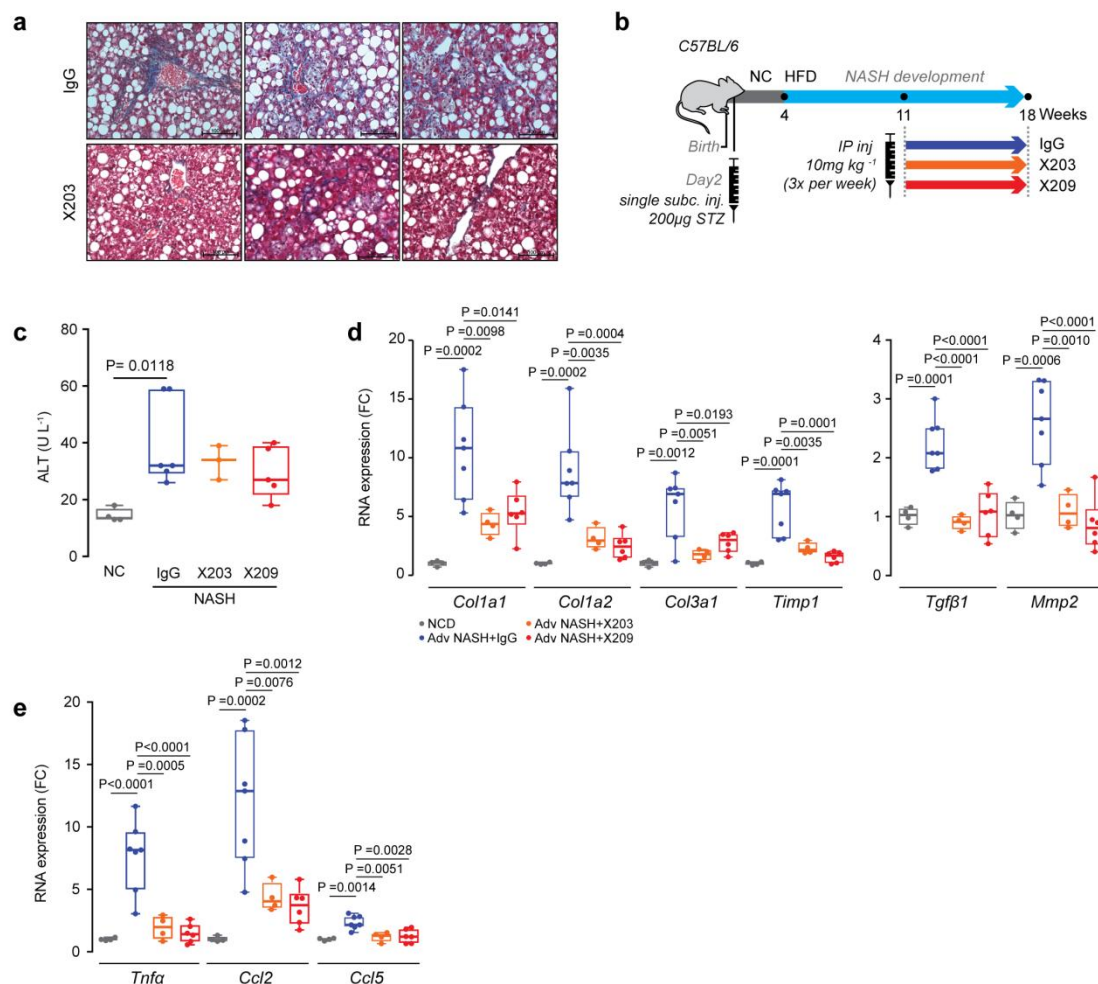 a
IgG
X203
b
C57BL/6
NC HFD NASH development
4 11 18 Weeks
Birth
Day2
single subc. inj.
200µg STZ
IP inj
10mg kg -1
(3x per week)
IgG
X203
X209
c
80
60
40
20
0
ALT (U L-1)
P= 0.0118
NC IgG X203 X209
NASH
d
RNA expression (FC)
20
15
10
5
0
P =0.0141
P =0.0098
P =0.0002
P =0.0004
P =0.0035
P =0.0002
P =0.0193
P =0.0051
P =0.0012
P =0.0001
P =0.0035
P =0.0001
Col1a1 Col1a2 Col3a1 Timp1
4
3
2
1
0
P <0.0001
P <0.0001
P =0.0001
P <0.0001
P =0.0010
P =0.0006
Tgfβ1 Mmp2
NCD Adv NASH+X203
Adv NASH+IgG Adv NASH+X209
e
RNA expression (FC)
20
15
10
5
0
P<0.0001
P =0.0005
P<0.0001
P =0.0012
P =0.0076
P =0.0002
P =0.0028
P =0.0051
P =0.0014
Tnfα Ccl2 Ccl5